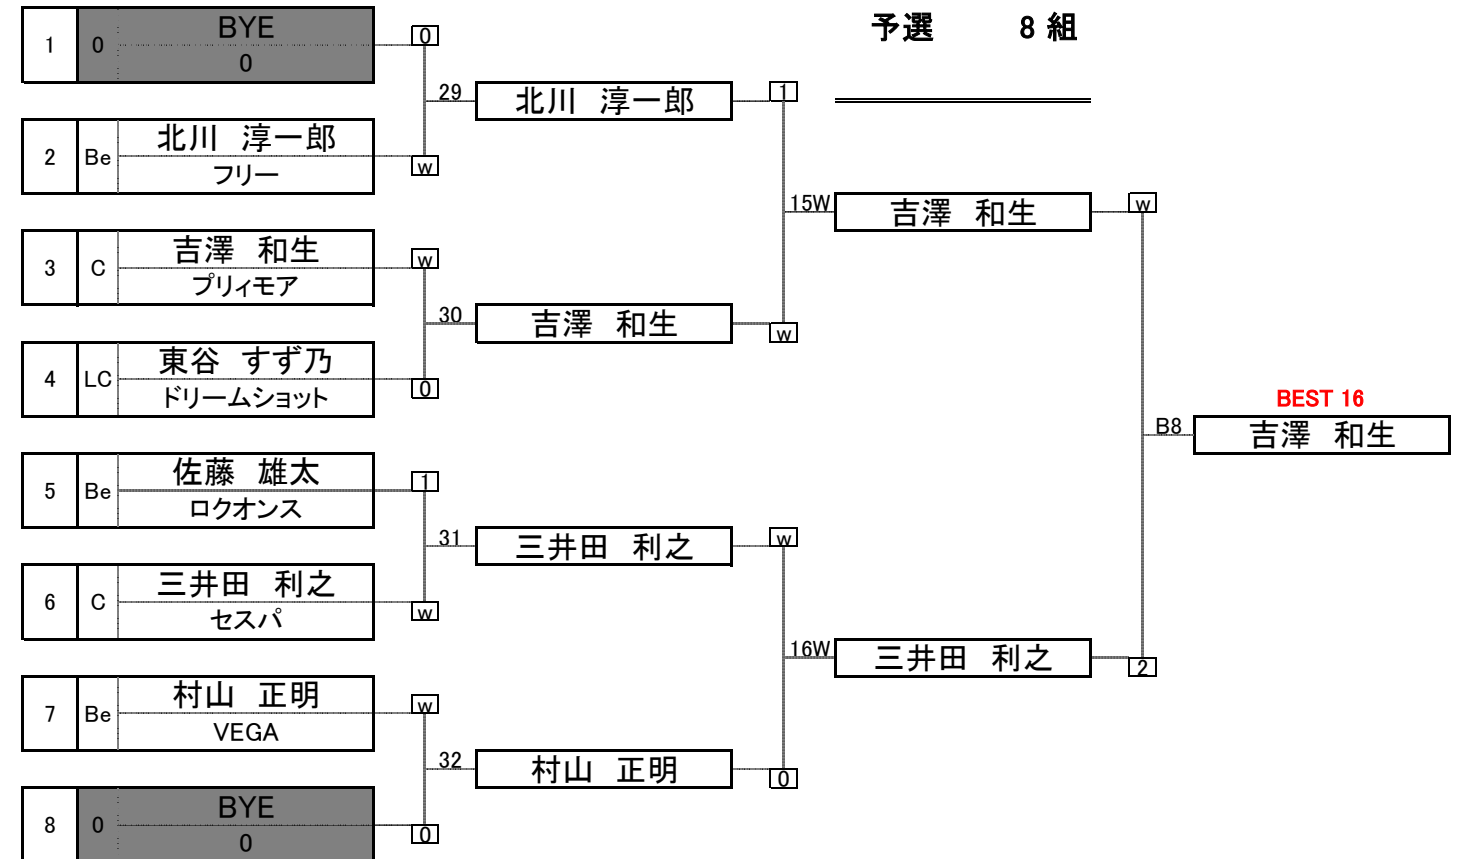 予選 8 組
1 0 BYE 0
0
2 Be 北川 淳一郎
フリー
w
29 北川 淳一郎 1
3 C 吉澤 和生 w
プリィモア
4 LC 東谷 すず乃
ドリームショット 0
30 吉澤 和生 w
15W 吉澤 和生 w
5 Be 佐藤 雄太 1
ロクオンス
6 C 三井田 利之
セスパ w
31 三井田 利之 w
7 Be 村山 正明 w
VEGA
8 0 BYE 0
0
32 村山 正明 0
16W 三井田 利之 2
BEST 16
B8 吉澤 和生